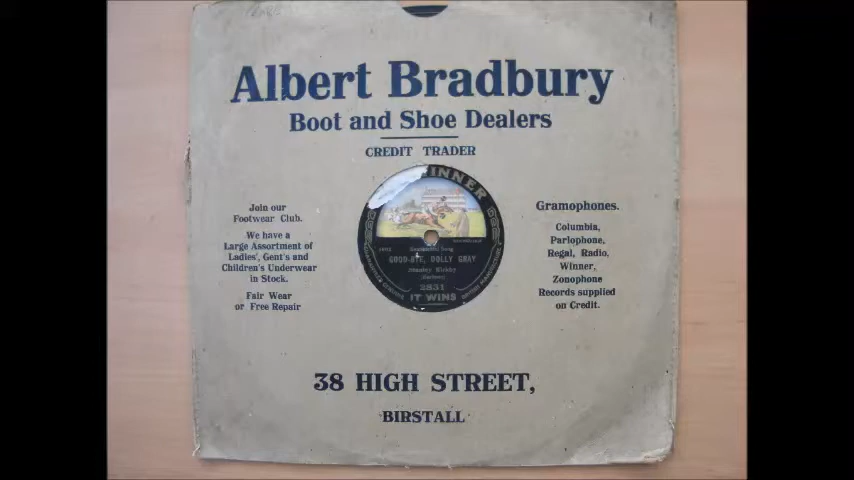 Albert Bradbury
Boot and Shoe Dealers
CREDIT TRADER
Join our
Footwear Club.
We have a
Large Assortment of
Ladies', Gent's and
Children's Underwear
in Stock.
Fair Wear
or Free Repair
WINNER
GOOD-BYE, DOLLY GRAY
Stanley Kirkby
2831
IT WINS
Gramophones.
Columbia,
Parlophone,
Regal, Radio,
Winner,
Zonophone
Records supplied
on Credit.
38 HIGH STREET,
BIRSTALL